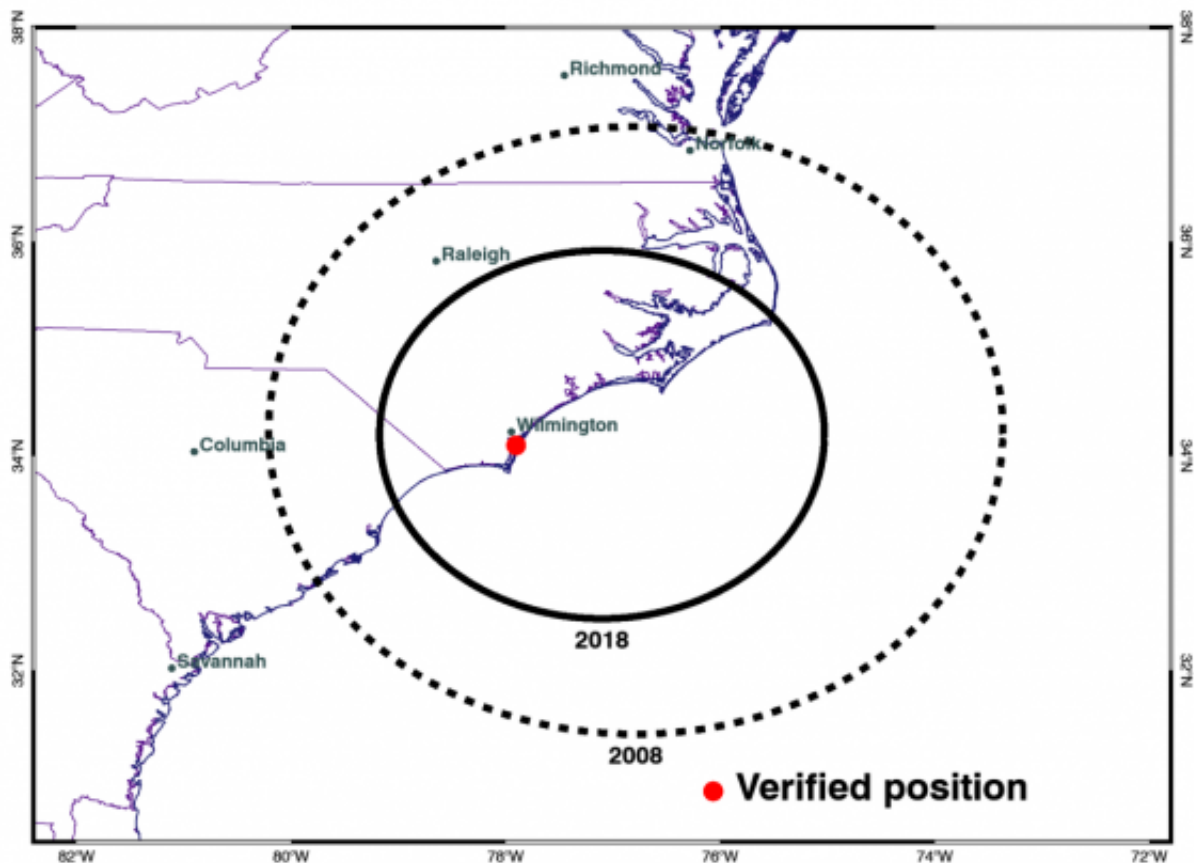 38°N
38°N
Richmond
Norfolk
36°N
36°N
Raleigh
Wilmington
Columbia
34°N
34°N
2018
Savannah
32°N
32°N
2008
Verified position
82°W
80°W
78°W
76°W
74°W
72°W